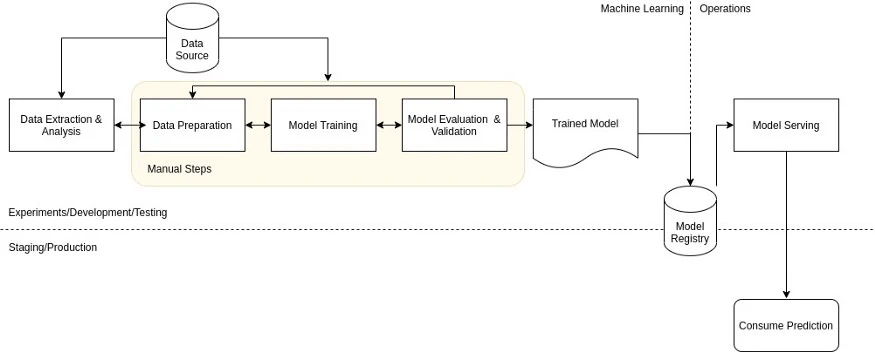 Machine Learning
Operations
Data
Source
Data Extraction &
Analysis
Data Preparation
Model Training
Model Evaluation &
Validation
Trained Model
Model Serving
Manual Steps
Experiments/Development/Testing
Model
Registry
Staging/Production
Consume Prediction